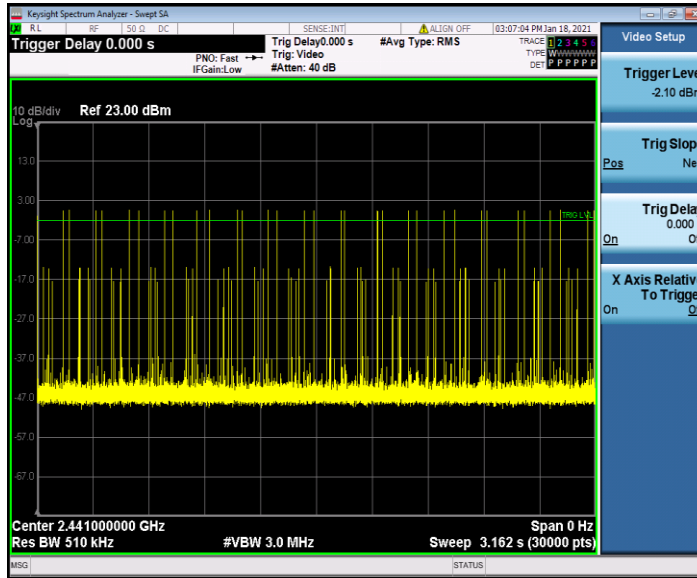 Keysight Spectrum Analyzer - Swept SA
RL RF 50 Ω DC SENSE:INT ALIGN OFF 03:07:04 PM Jan 18, 2021
Trigger Delay 0.000 s
PNO: Fast
IFGain:Low
Trig Delay0.000 s
Trig: Video
#Atten: 40 dB
#Avg Type: RMS
TRACE 1 2 3 4 5 6
TYPE W
DET P P P P P P
10 dB/div Ref 23.00 dBm
Log
13.0
3.00
TRIG LVL
-7.00
-17.0
-27.0
-37.0
-47.0
-57.0
-67.0
Center 2.441000000 GHz Span 0 Hz
Res BW 510 kHz #VBW 3.0 MHz Sweep 3.162 s (30000 pts)
MSG STATUS
Video Setup
Trigger Leve
-2.10 dBm
Trig Slop
Pos Ne
Trig Dela
0.000
On O
X Axis Relativ
To Trigge
On O